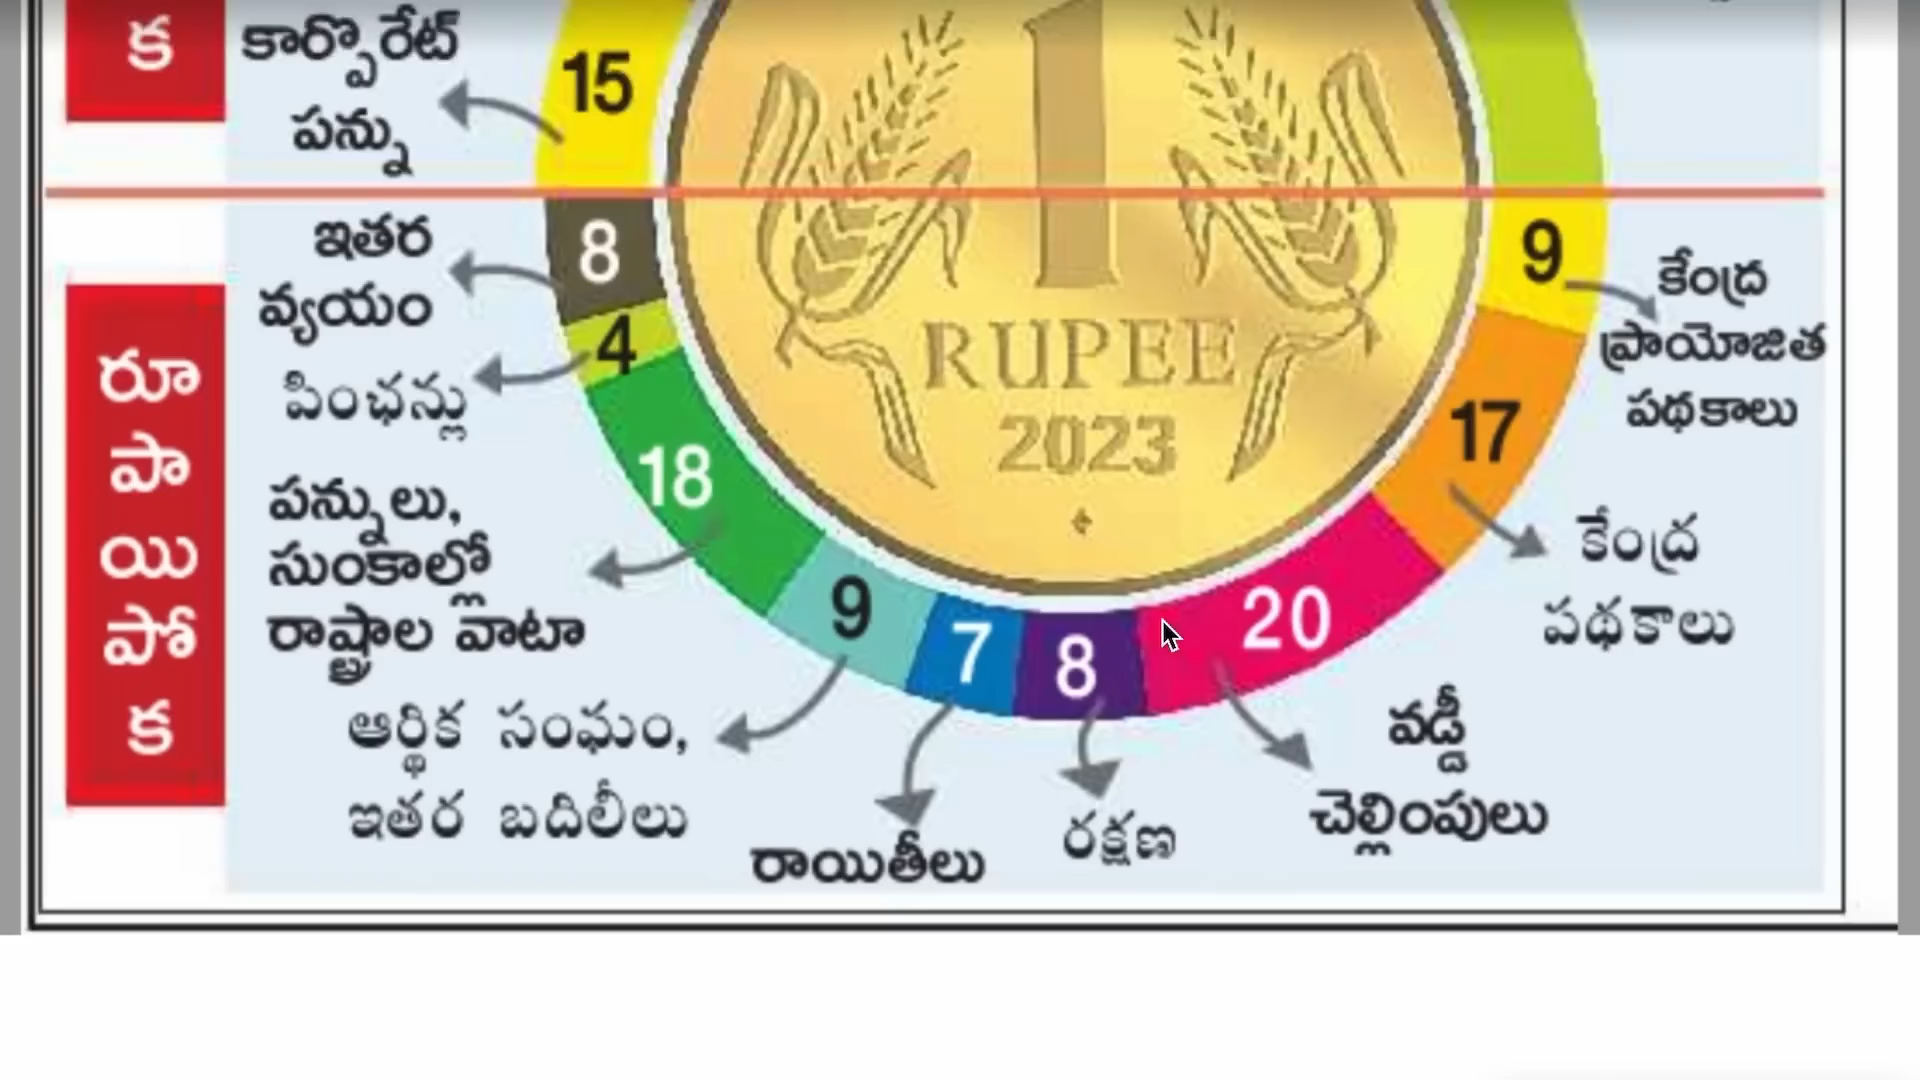 క
కార్పొరేట్
పన్ను
15
1
RUPEE
2023
రూ
పా
యి
పో
క
ఇతర
వ్యయం
8
పింఛన్లు
4
పన్నులు,
సుంకాల్లో
రాష్ట్రాల వాటా
18
ఆర్థిక సంఘం,
ఇతర బదిలీలు
9
రాయితీలు
7
రక్షణ
8
వడ్డీ
చెల్లింపులు
20
కేంద్ర
పథకాలు
17
కేంద్ర
ప్రాయోజిత
పథకాలు
9